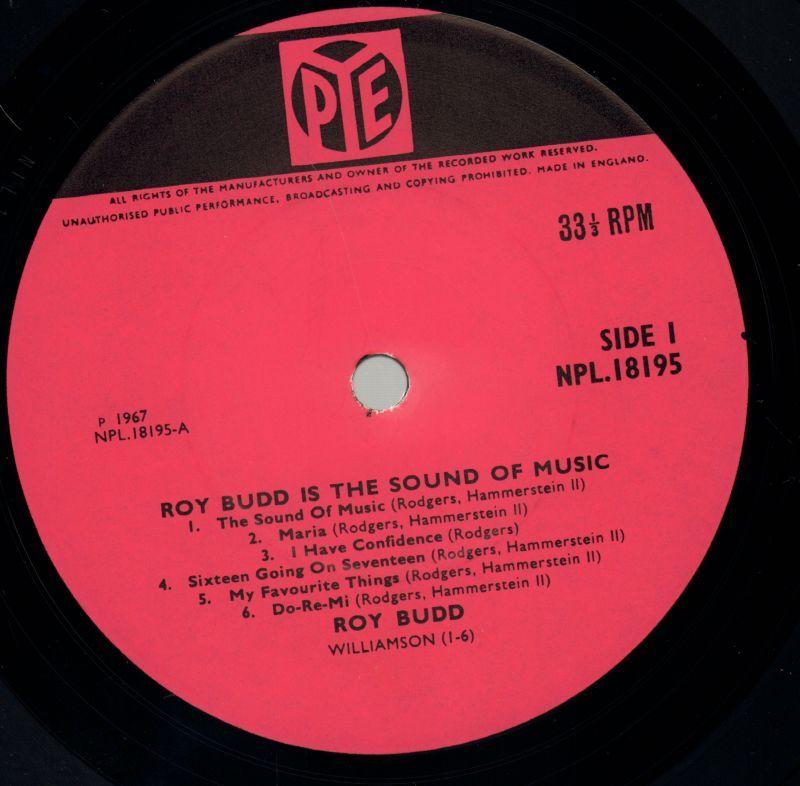 PYE
ALL RIGHTS OF THE MANUFACTURERS AND OWNER OF THE RECORDED WORK RESERVED.
UNAUTHORISED PUBLIC PERFORMANCE, BROADCASTING AND COPYING PROHIBITED. MADE IN ENGLAND.
33⅓ RPM
SIDE 1
NPL.18195
P 1967
NPL.18195-A
ROY BUDD IS THE SOUND OF MUSIC
1. The Sound Of Music (Rodgers, Hammerstein II)
2. Maria (Rodgers, Hammerstein II)
3. I Have Confidence (Rodgers)
4. Sixteen Going On Seventeen (Rodgers, Hammerstein II)
5. My Favourite Things (Rodgers, Hammerstein II)
6. Do-Re-Mi (Rodgers, Hammerstein II)
ROY BUDD
WILLIAMSON (1-6)